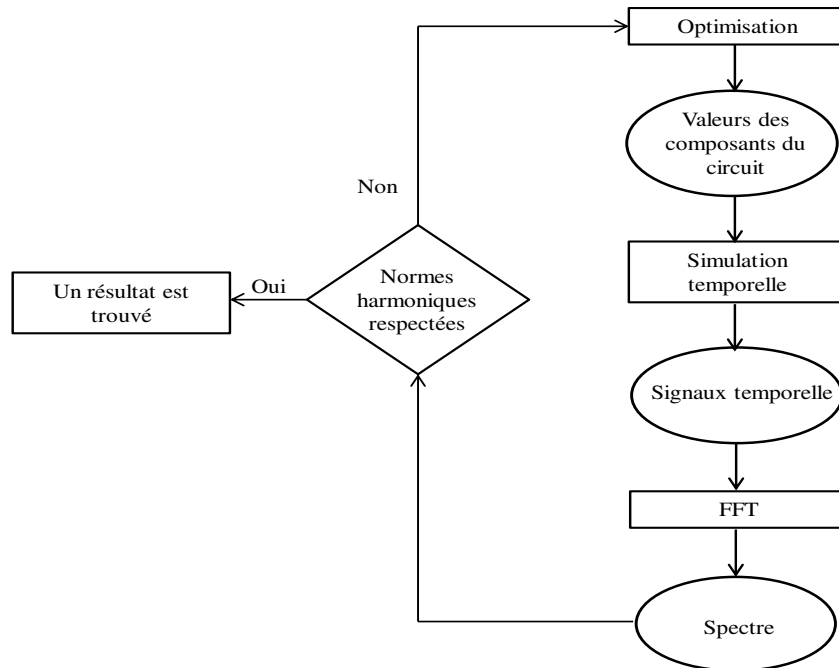 Optimisation
Valeurs des
composants du
circuit
Non
Simulation
temporelle
Oui
Un résultat est
trouvé
Normes
harmoniques
respectées
Signaux temporelle
FFT
Spectre